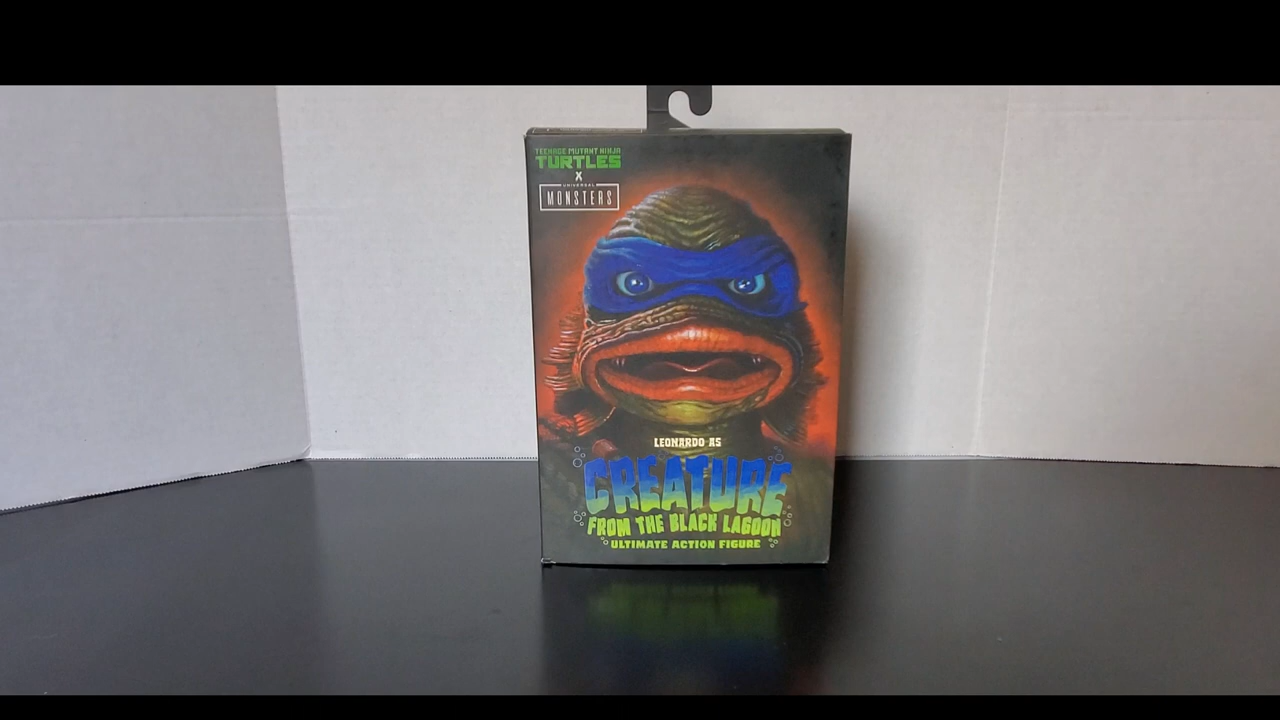 TEENAGE MUTANT NINJA
TURTLES
X
UNIVERSAL
MONSTERS
LEONARDO AS
CREATURE
FROM THE BLACK LAGOON
ULTIMATE ACTION FIGURE